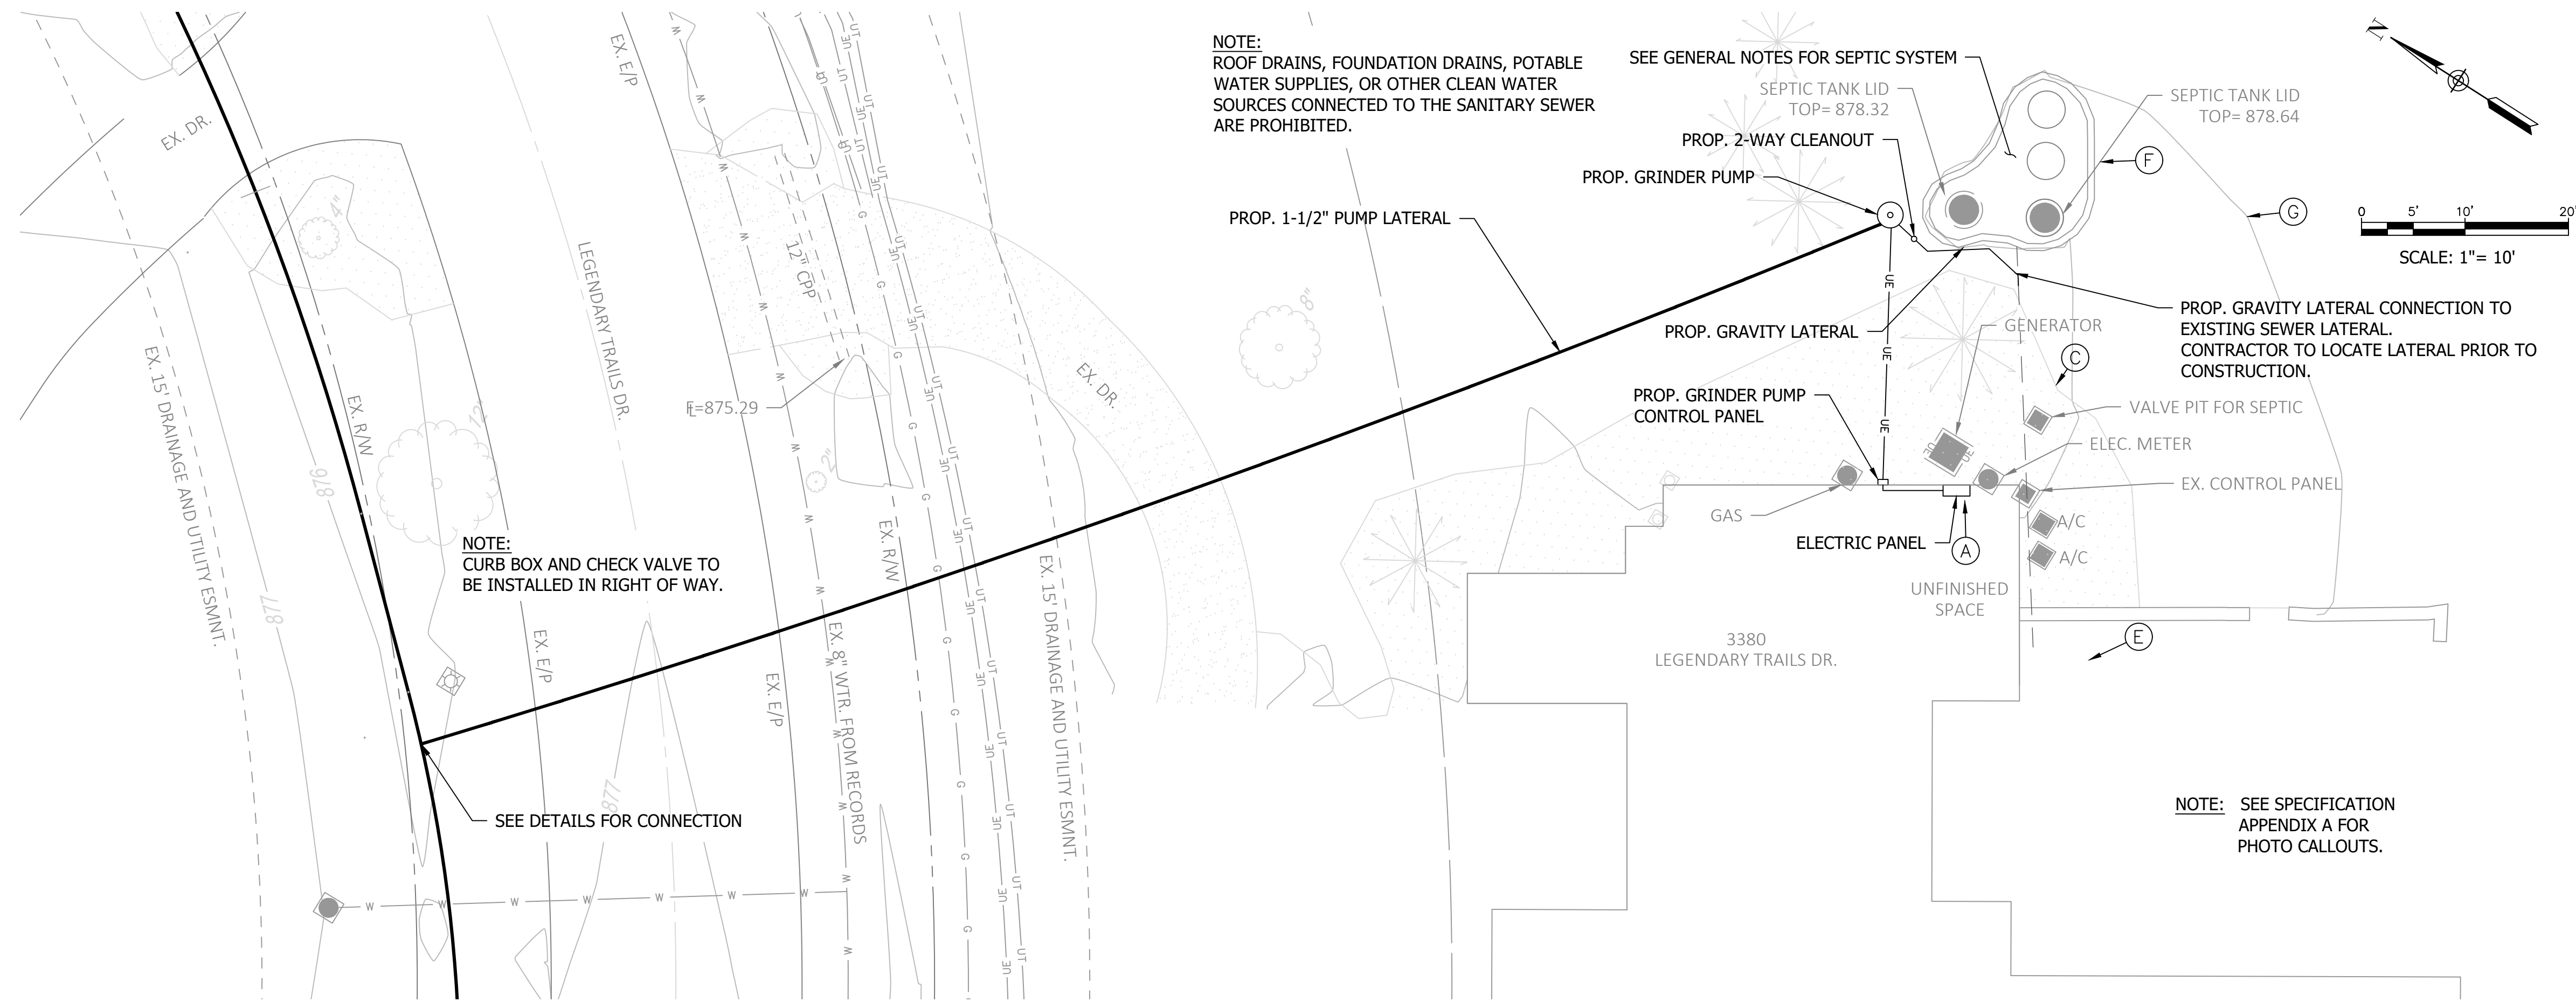 NOTE:
ROOF DRAINS, FOUNDATION DRAINS, POTABLE
WATER SUPPLIES, OR OTHER CLEAN WATER
SOURCES CONNECTED TO THE SANITARY SEWER
ARE PROHIBITED.
SEE GENERAL NOTES FOR SEPTIC SYSTEM
SEPTIC TANK LID
TOP= 878.32
SEPTIC TANK LID
TOP= 878.64
PROP. 2-WAY CLEANOUT
PROP. GRINDER PUMP
PROP. 1-1/2" PUMP LATERAL
N
F
G
0 5' 10' 20'
SCALE: 1"= 10'
PROP. GRAVITY LATERAL CONNECTION TO
EXISTING SEWER LATERAL.
CONTRACTOR TO LOCATE LATERAL PRIOR TO
CONSTRUCTION.
PROP. GRAVITY LATERAL
GENERATOR
C
PROP. GRINDER PUMP
CONTROL PANEL
VALVE PIT FOR SEPTIC
ELEC. METER
EX. CONTROL PANEL
GAS
A/C
A/C
ELECTRIC PANEL
A
UNFINISHED
SPACE
3380
LEGENDARY TRAILS DR.
E
NOTE: SEE SPECIFICATION
APPENDIX A FOR
PHOTO CALLOUTS.
UE
UE
UE
UE
UE
EX. DR.
4"
EX. E/P
12" CPP
LEGENDARY TRAILS DR.
FL=875.29
2"
8"
EX. DR.
EX. 15' DRAINAGE AND UTILITY ESMNT.
876
877
EX. R/W
12"
NOTE:
CURB BOX AND CHECK VALVE TO
BE INSTALLED IN RIGHT OF WAY.
EX. R/W
EX. 15' DRAINAGE AND UTILITY ESMNT.
EX. E/P
EX. E/P
EX. 8" WTR. FROM RECORDS
877
SEE DETAILS FOR CONNECTION
W W W W W W W